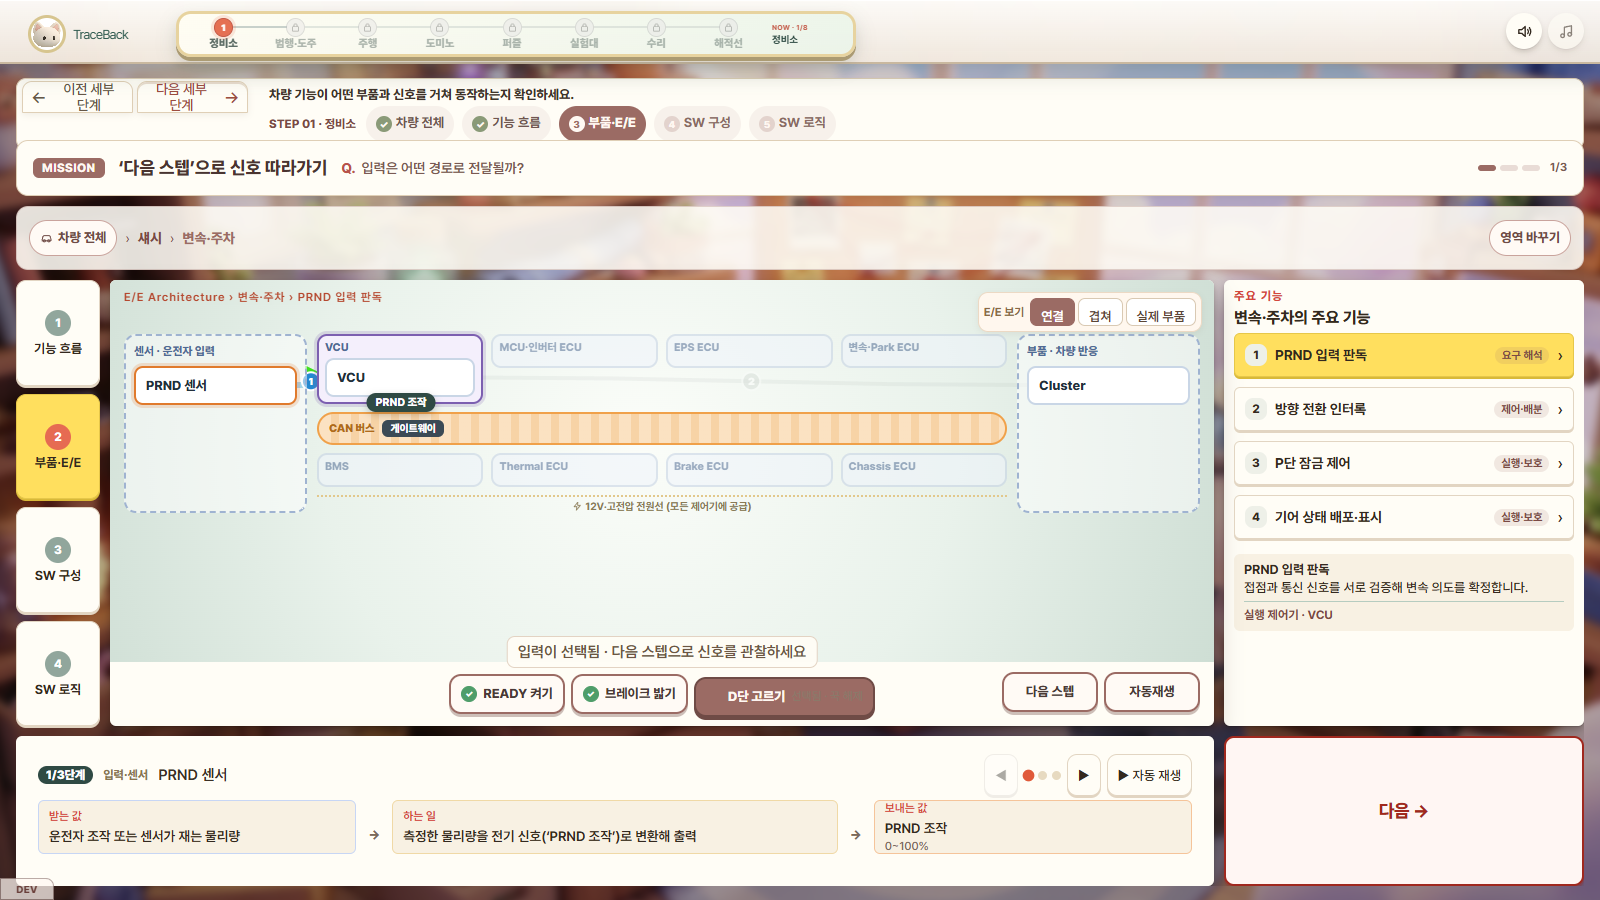 TraceBack
1
정비소
범행·도주
주행
도미노
퍼즐
실험대
수리
해적선
NOW · 1/8
정비소
이전 세부 단계
다음 세부 단계
차량 기능이 어떤 부품과 신호를 거쳐 동작하는지 확인하세요.
STEP 01 · 정비소
차량 전체
기능 흐름
3 부품·E/E
4 SW 구성
5 SW 로직
MISSION
‘다음 스텝’으로 신호 따라가기
Q. 입력은 어떤 경로로 전달될까?
1/3
차량 전체 › 섀시 › 변속·주차
영역 바꾸기
1
기능 흐름
2
부품·E/E
3
SW 구성
4
SW 로직
E/E Architecture › 변속·주차 › PRND 입력 판독
E/E 보기
연결
겹쳐
실제 부품
센서 · 운전자 입력
PRND 센서
1
VCU
VCU
PRND 조작
MCU·인버터 ECU
EPS ECU
변속·Park ECU
2
부품 · 차량 반응
Cluster
CAN 버스
게이트웨이
BMS
Thermal ECU
Brake ECU
Chassis ECU
12V·고전압 전원선 (모든 제어기에 공급)
입력이 선택됨 · 다음 스텝으로 신호를 관찰하세요
READY 켜기
브레이크 밟기
D단 고르기
다음 스텝
자동재생
주요 기능
변속·주차의 주요 기능
1 PRND 입력 판독 요구 해석 ›
2 방향 전환 인터록 제어·배분 ›
3 P단 잠금 제어 실행·보호 ›
4 기어 상태 배포·표시 실행·보호 ›
PRND 입력 판독
접점과 통신 신호를 서로 검증해 변속 의도를 확정합니다.
실행 제어기 · VCU
1/3단계 입력·센서 PRND 센서
◀
▶
▶ 자동 재생
받는 값
운전자 조작 또는 센서가 재는 물리량
→
하는 일
측정한 물리량을 전기 신호(‘PRND 조작’)로 변환해 출력
→
보내는 값
PRND 조작
0~100%
다음 →
DEV